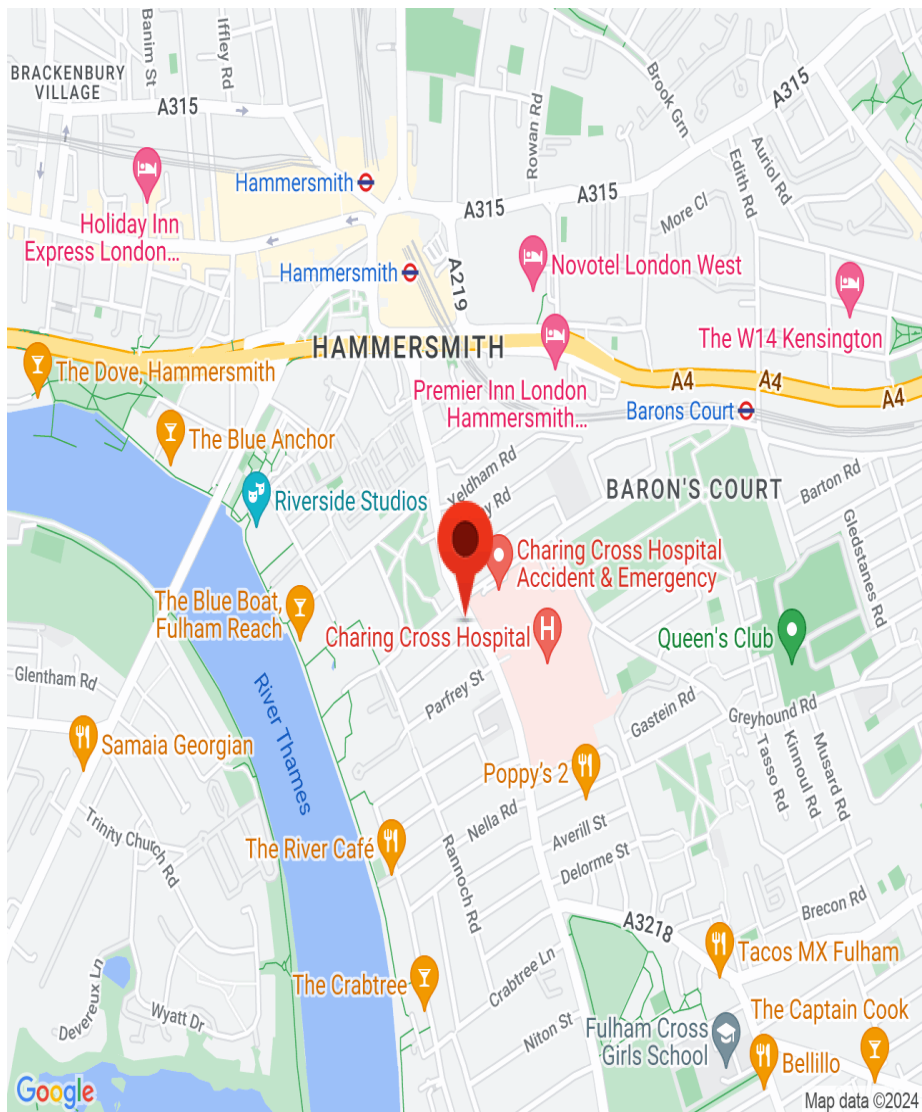 Banim St
Iffley Rd
BRACKENBURY
VILLAGE
A315
A315
Brook Grn
Rowan Rd
Auriol Rd
Edith Rd
Hammersmith
A315
A315
More Cl
Holiday Inn
Express London...
Hammersmith
A219
Novotel London West
The W14 Kensington
HAMMERSMITH
The Dove, Hammersmith
Premier Inn London
Hammersmith...
A4
A4
A4
Barons Court
The Blue Anchor
Yeldham Rd
BARON'S COURT
Barton Rd
Riverside Studios
Rd
Gledstanes Rd
Charing Cross Hospital
Accident & Emergency
The Blue Boat,
Fulham Reach
Charing Cross Hospital
H
Queen's Club
Glentham Rd
Parfrey St
River Thames
Gastein Rd
Greyhound Rd
Samaia Georgian
Tasso Rd
Kinnoul Rd
Musard Rd
Poppy's 2
Nella Rd
Averill St
Trinity Church Rd
The River Café
Rannoch Rd
Delorme St
Brecon Rd
A3218
Tacos MX Fulham
Crabtree Ln
The Crabtree
Devereux Ln
Wyatt Dr
Niton St
Fulham Cross
Girls School
The Captain Cook
Bellillo
Google
Map data ©2024